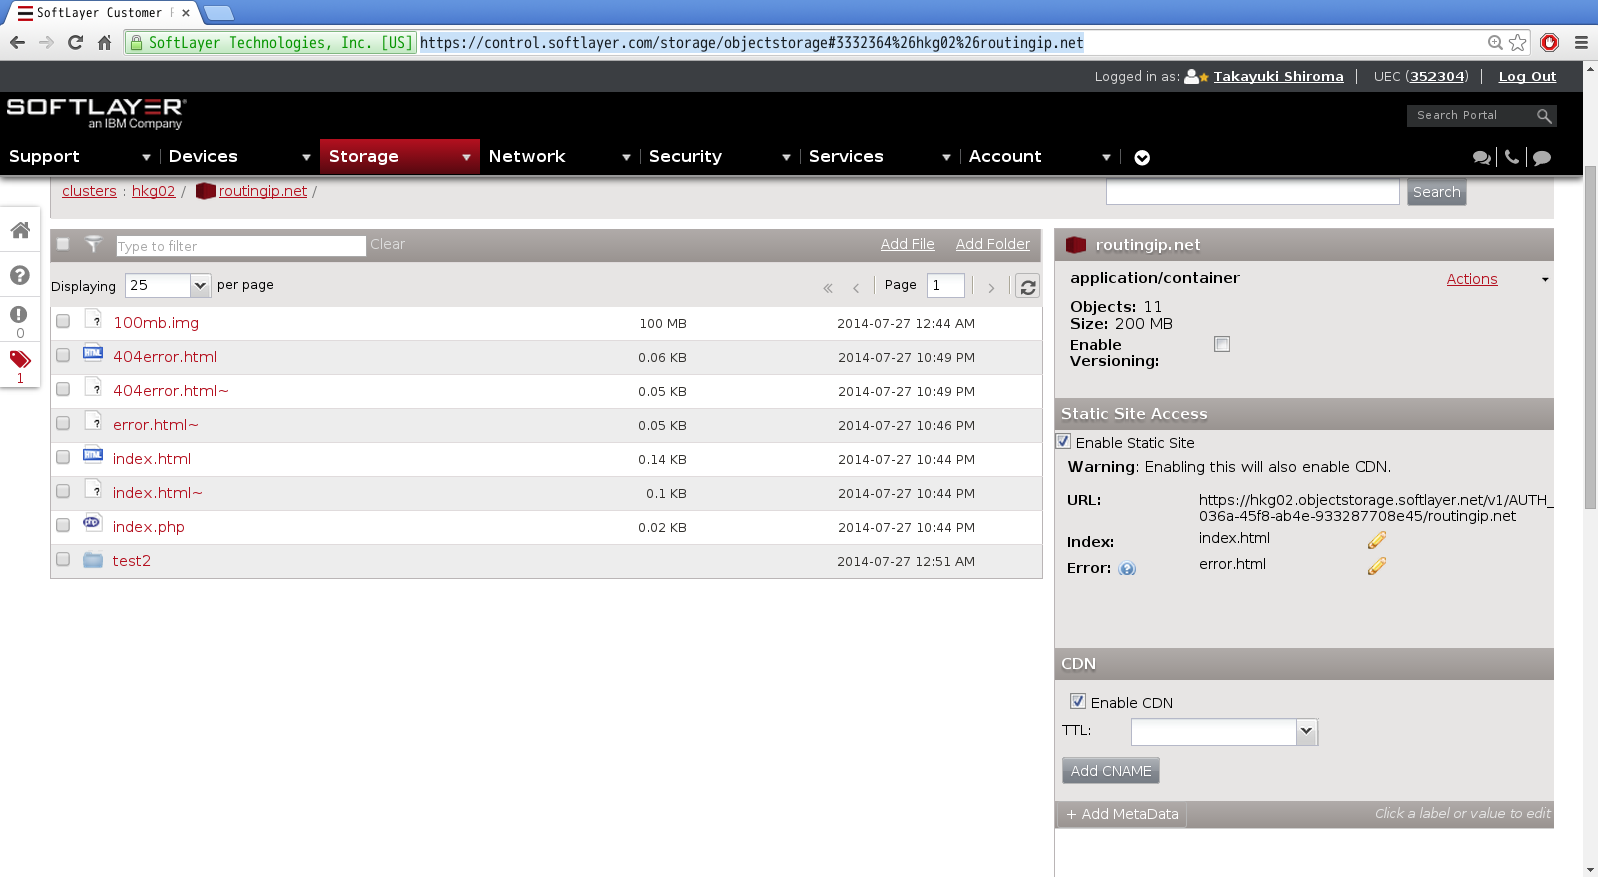 SoftLayer Customer
SoftLayer Technologies, Inc. [US] https://control.softlayer.com/storage/objectstorage#3332364%26hkg02%26routingip.net
Logged in as: Takayuki Shiroma | UEC (352304) | Log Out
SOFTLAYER
an IBM Company
Search Portal
Support Devices Storage Network Security Services Account
clusters : hkg02 / routingip.net /
Search
Type to filter Clear Add File Add Folder
Displaying 25 per page « ‹ Page 1 ›
100mb.img 100 MB 2014-07-27 12:44 AM
404error.html 0.06 KB 2014-07-27 10:49 PM
404error.html~ 0.05 KB 2014-07-27 10:49 PM
error.html~ 0.05 KB 2014-07-27 10:46 PM
index.html 0.14 KB 2014-07-27 10:44 PM
index.html~ 0.1 KB 2014-07-27 10:44 PM
index.php 0.02 KB 2014-07-27 10:44 PM
test2 2014-07-27 12:51 AM
0
1
routingip.net
application/container Actions
Objects: 11
Size: 200 MB
Enable
Versioning:
Static Site Access
Enable Static Site
Warning: Enabling this will also enable CDN.
URL: https://hkg02.objectstorage.softlayer.net/v1/AUTH_
036a-45f8-ab4e-933287708e45/routingip.net
Index: index.html
Error: error.html
CDN
Enable CDN
TTL:
Add CNAME
+ Add MetaData Click a label or value to edit